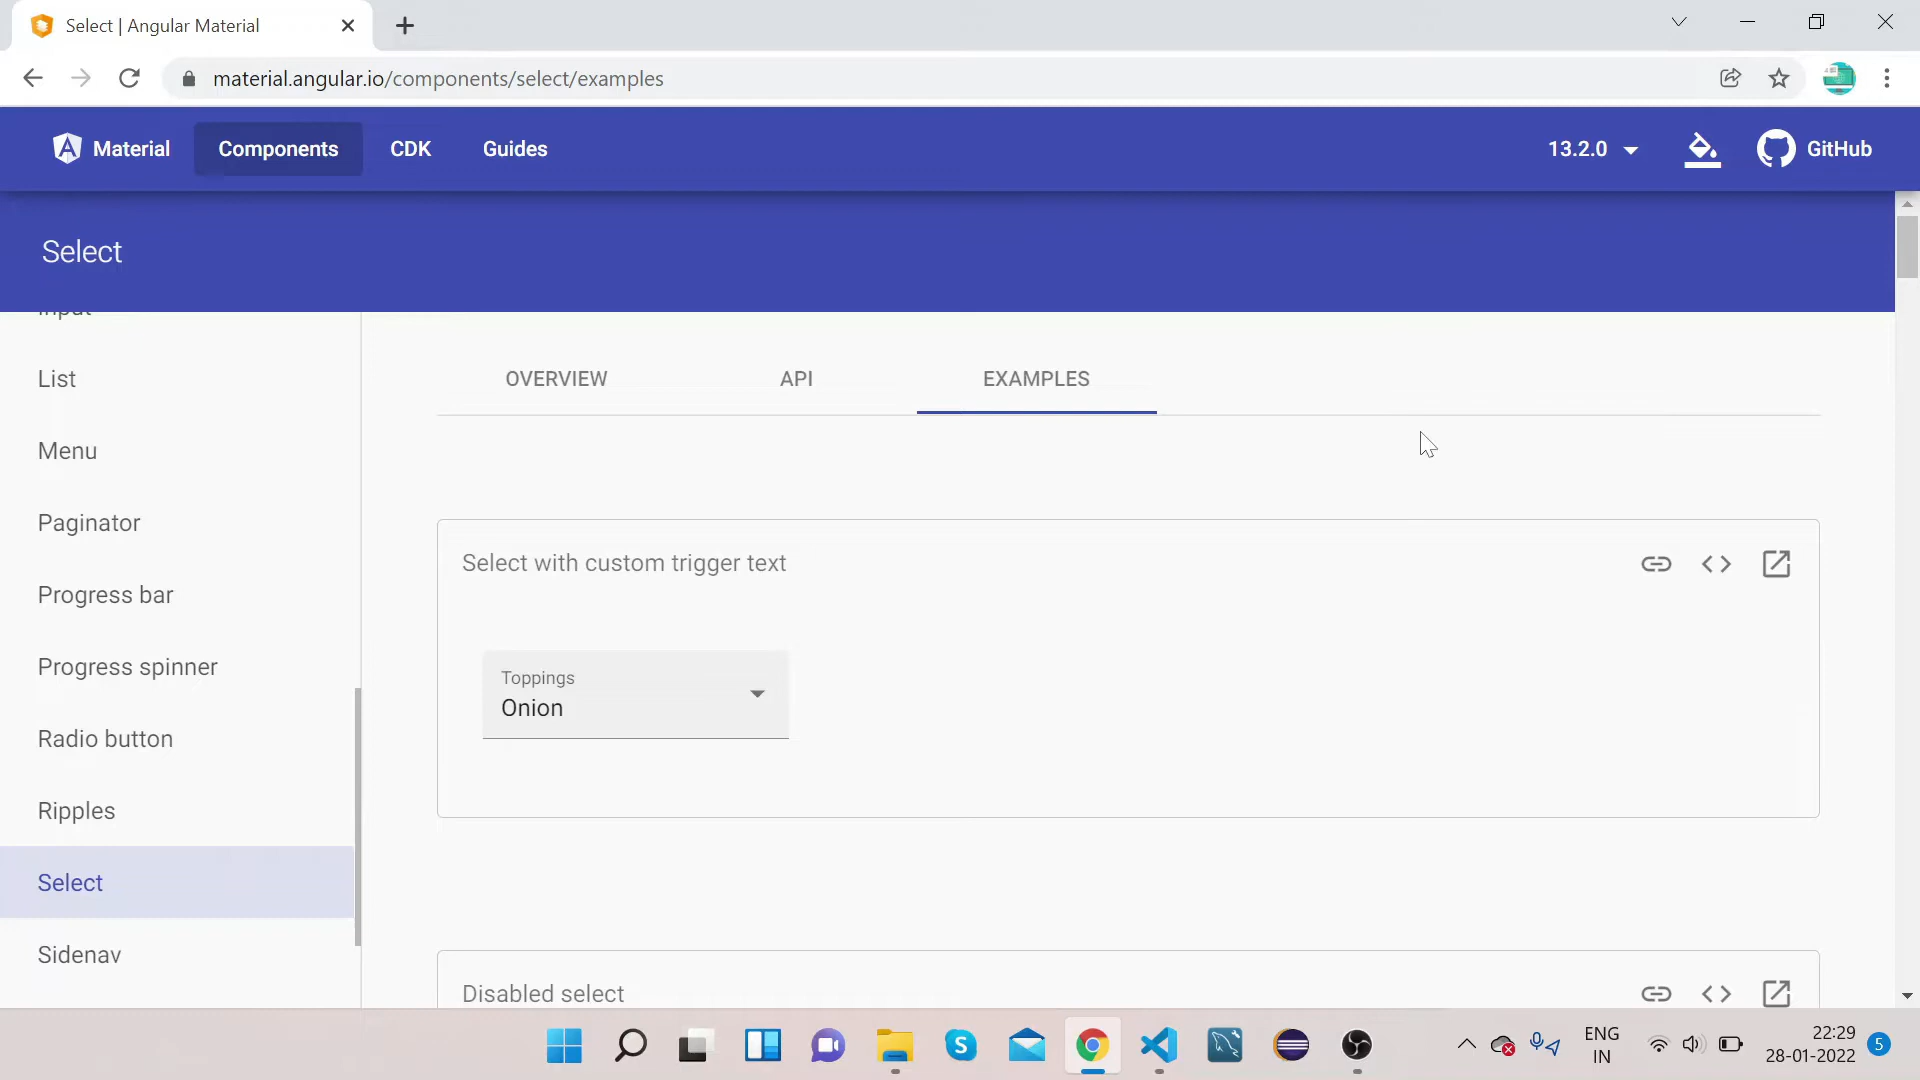 Select | Angular Material
material.angular.io/components/select/examples
Material
Components
CDK
Guides
13.2.0
GitHub
Select
Input
List
Menu
Paginator
Progress bar
Progress spinner
Radio button
Ripples
Select
Sidenav
OVERVIEW
API
EXAMPLES
Select with custom trigger text
Toppings
Onion
Disabled select
ENG
IN
22:29
28-01-2022
5